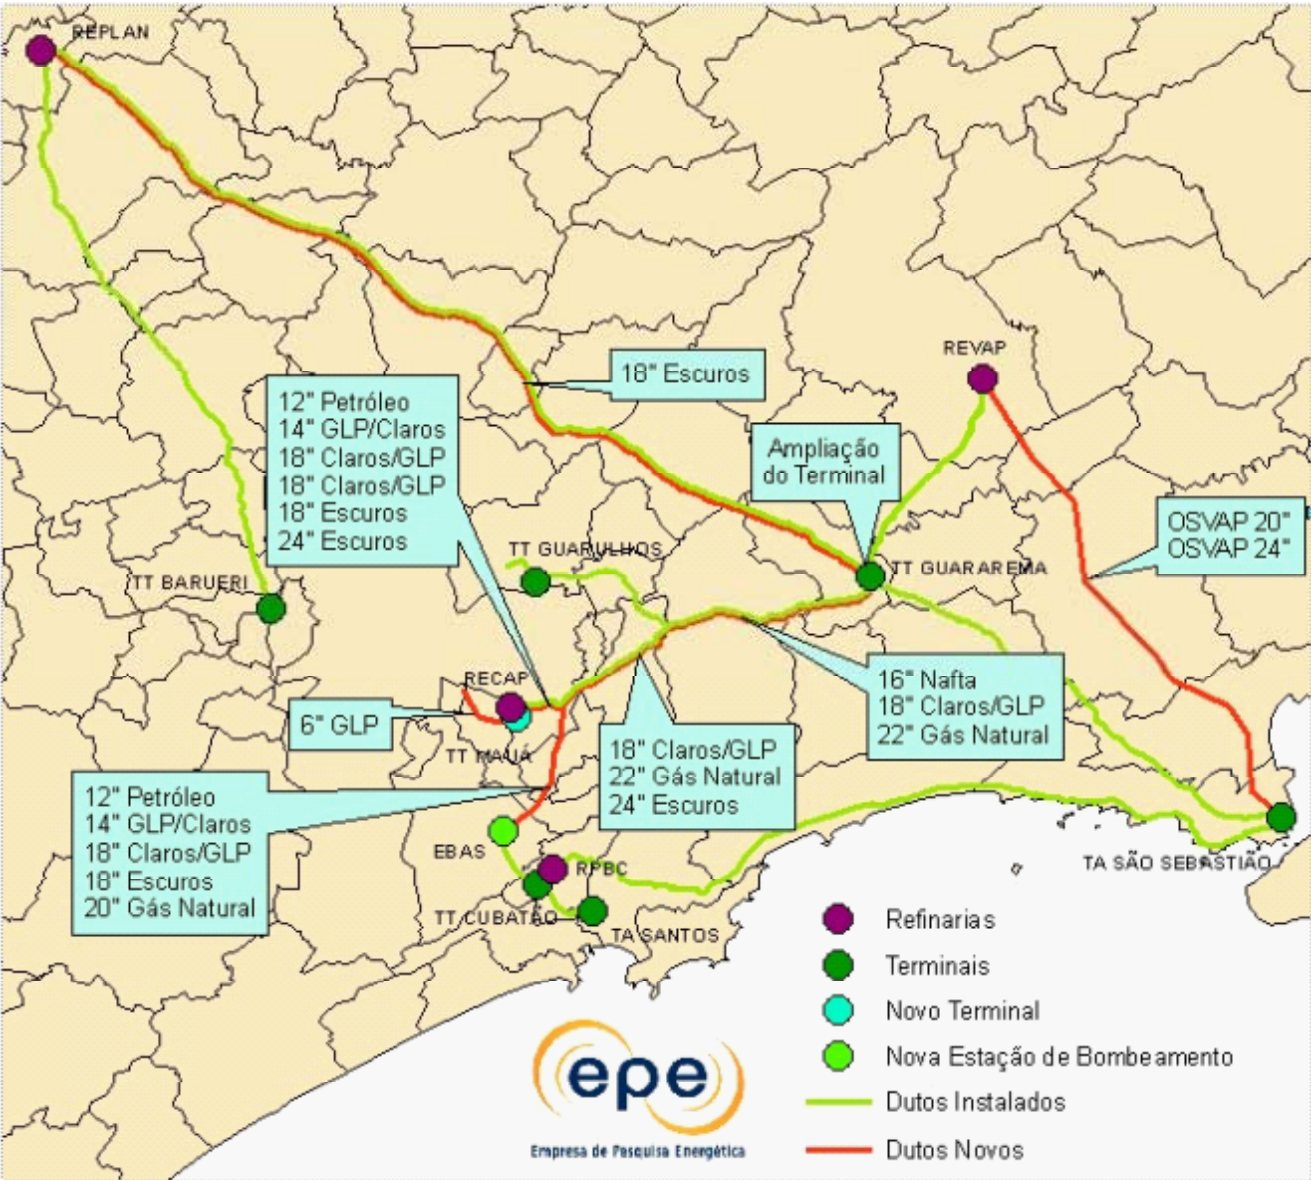 REPLAN
REVAP
18" Escuros
12" Petróleo
14" GLP/Claros
18" Claros/GLP
18" Claros/GLP
18" Escuros
24" Escuros
Ampliação
do Terminal
OSVAP 20"
OSVAP 24"
TT GUARULHOS
TT GUARAREMA
TT BARUERI
RECAP
16" Nafta
18" Claros/GLP
22" Gás Natural
6" GLP
TT MAUÁ
18" Claros/GLP
22" Gás Natural
24" Escuros
12" Petróleo
14" GLP/Claros
18" Claros/GLP
18" Escuros
20" Gás Natural
EBAS
RPBC
TT CUBATÃO
TA SANTOS
TA SÃO SEBASTIÃO
Refinarias
Terminais
Novo Terminal
Nova Estação de Bombeamento
Dutos Instalados
Dutos Novos
epe
Empresa de Pesquisa Energética